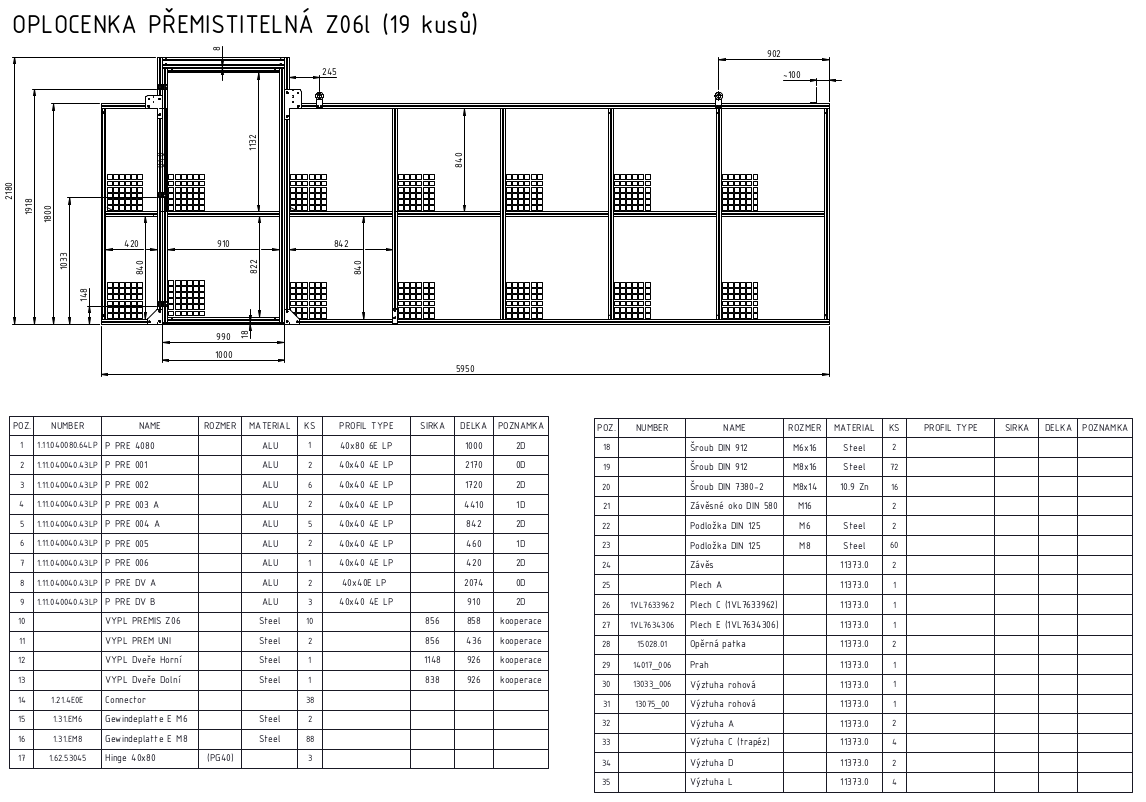 OPLOCENKA PŘEMISTITELNÁ Z06l (19 kusů)
8
902
245
~100
1132
840
2180
1918
1800
1033
420
910
842
840
822
840
148
18
990
1000
5950
POZ. NUMBER NAME ROZMER MATERIAL KS PROFIL TYPE SIRKA DELKA POZNAMKA
1 1.11.040080.64LP P PRE 4080 ALU 1 40x80 6E LP 1000 2D
2 1.11.040040.43LP P PRE 001 ALU 2 40x40 4E LP 2170 0D
3 1.11.040040.43LP P PRE 002 ALU 6 40x40 4E LP 1720 2D
4 1.11.040040.43LP P PRE 003 A ALU 2 40x40 4E LP 4410 1D
5 1.11.040040.43LP P PRE 004 A ALU 5 40x40 4E LP 842 2D
6 1.11.040040.43LP P PRE 005 ALU 2 40x40 4E LP 460 1D
7 1.11.040040.43LP P PRE 006 ALU 1 40x40 4E LP 420 2D
8 1.11.040040.43LP P PRE DV A ALU 2 40x40E LP 2074 0D
9 1.11.040040.43LP P PRE DV B ALU 3 40x40 4E LP 910 2D
10 VYPL PREMIS Z06 Steel 10 856 858 kooperace
11 VYPL PREM UNI Steel 2 856 436 kooperace
12 VYPL Dveře Horní Steel 1 1148 926 kooperace
13 VYPL Dveře Dolní Steel 1 838 926 kooperace
14 1.21.4E0E Connector 38
15 1.31.EM6 Gewindeplatte E M6 Steel 2
16 1.31.EM8 Gewindeplatte E M8 Steel 88
17 1.62.53045 Hinge 40x80 (PG40) 3
POZ. NUMBER NAME ROZMER MATERIAL KS PROFIL TYPE SIRKA DELKA POZNAMKA
18 Šroub DIN 912 M6x16 Steel 2
19 Šroub DIN 912 M8x16 Steel 72
20 Šroub DIN 7380-2 M8x14 10.9 Zn 16
21 Závěsné oko DIN 580 M16 2
22 Podložka DIN 125 M6 Steel 2
23 Podložka DIN 125 M8 Steel 60
24 Závěs 11373.0 2
25 Plech A 11373.0 1
26 1VL7633962 Plech C (1VL7633962) 11373.0 1
27 1VL7634306 Plech E (1VL7634306) 11373.0 1
28 15028.01 Opěrná patka 11373.0 2
29 14017_006 Prah 11373.0 1
30 13033_006 Výztuha rohová 11373.0 1
31 13075_00 Výztuha rohová 11373.0 1
32 Výztuha A 11373.0 2
33 Výztuha C (trapéz) 11373.0 4
34 Výztuha D 11373.0 2
35 Výztuha L 11373.0 4